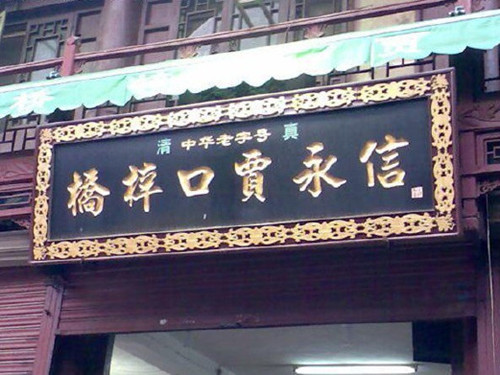 清 中华老字号 真
橋梓口賈永信